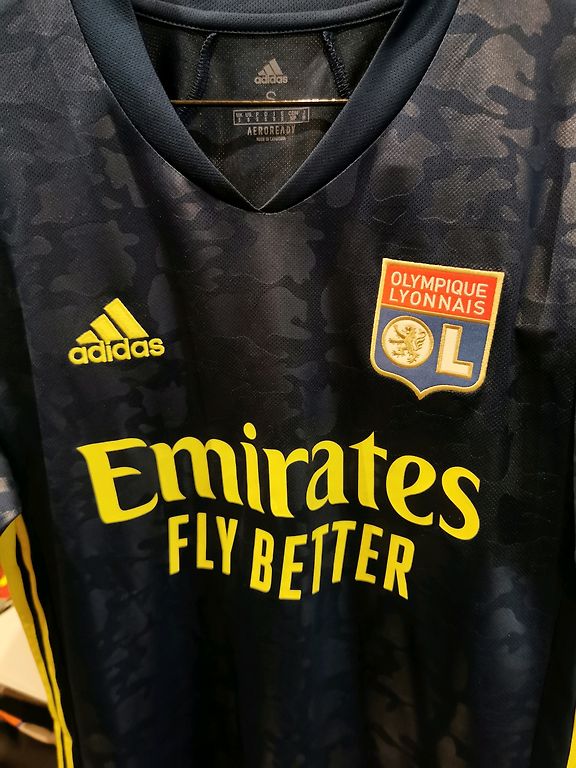 adidas
S
AEROREADY
adidas
OLYMPIQUE
LYONNAIS
OL
Emirates
FLY BETTER